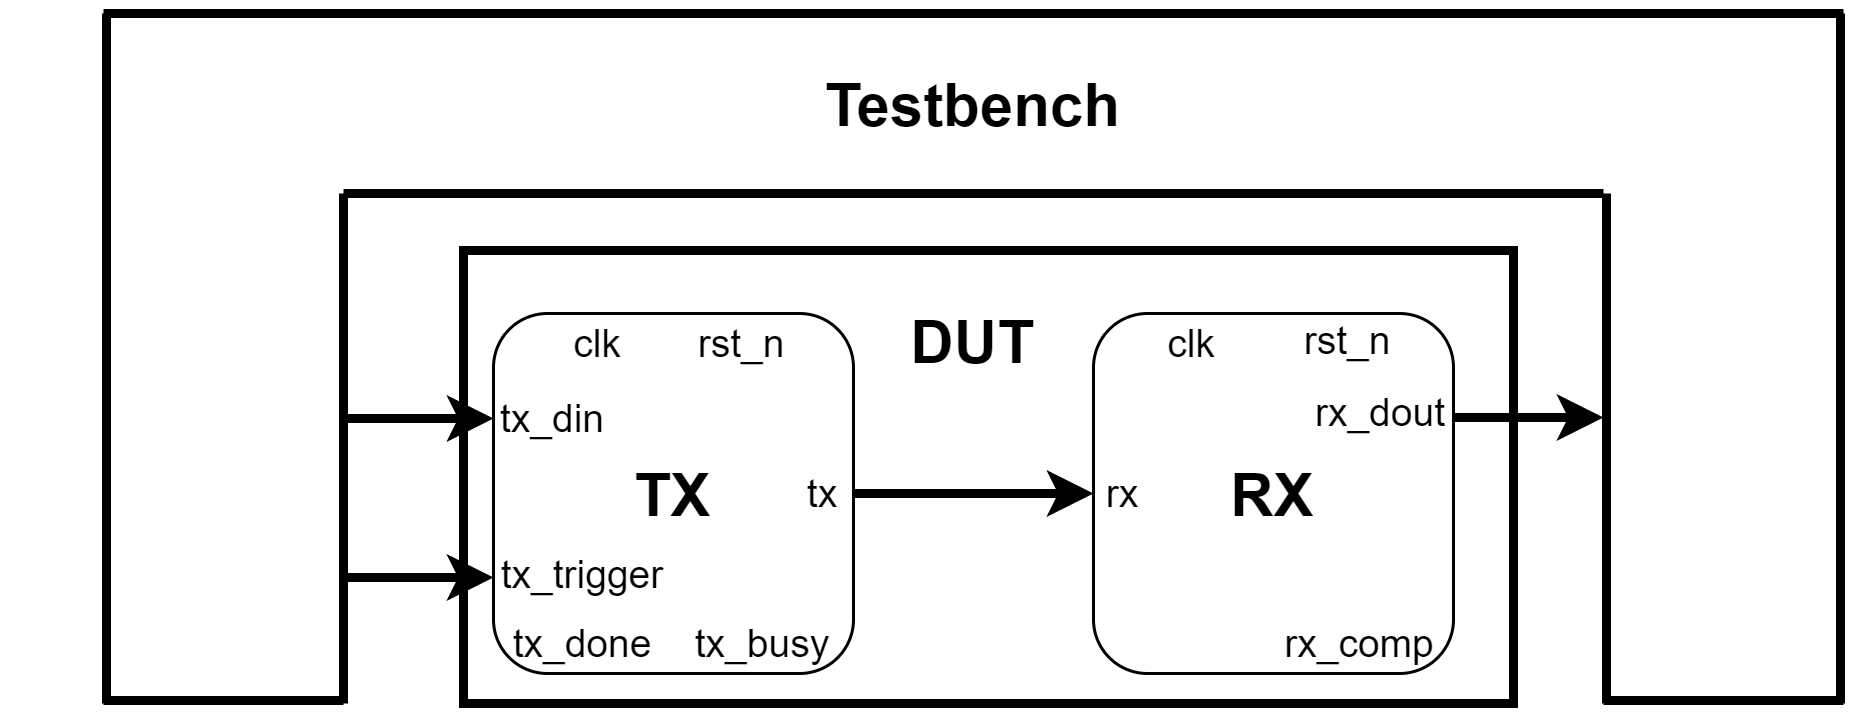 Testbench
DUT
clk rst_n
tx_din
TX
tx
tx_trigger
tx_done tx_busy
clk rst_n
rx_dout
rx
RX
rx_comp